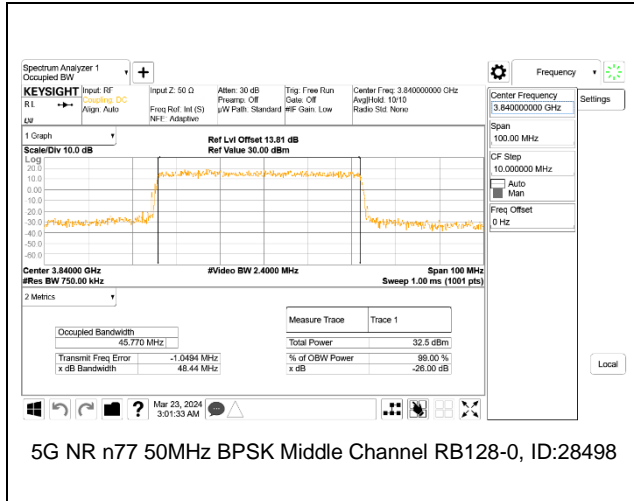 Spectrum Analyzer 1
Occupied BW
Frequency
KEYSIGHT
Input: RF
Coupling: DC
Align: Auto
Input Z: 50 Ω
Freq Ref: Int (S)
NFE: Adaptive
Atten: 30 dB
Preamp: Off
µW Path: Standard
Trig: Free Run
Gate: Off
#IF Gain: Low
Center Freq: 3.840000000 GHz
Avg|Hold: 10/10
Radio Std: None
Center Frequency
3.840000000 GHz
Settings
Span
100.00 MHz
CF Step
10.000000 MHz
Auto
Man
Freq Offset
0 Hz
1 Graph
Scale/Div 10.0 dB
Ref Lvl Offset 13.81 dB
Ref Value 30.00 dBm
Log
20.0
10.0
0.00
-10.0
-20.0
-30.0
-40.0
-50.0
-60.0
Center 3.84000 GHz
#Video BW 2.4000 MHz
Span 100 MHz
#Res BW 750.00 kHz
Sweep 1.00 ms (1001 pts)
2 Metrics
Measure Trace Trace 1
Occupied Bandwidth
45.770 MHz
Total Power 32.5 dBm
Transmit Freq Error -1.0494 MHz
% of OBW Power 99.00 %
x dB Bandwidth 48.44 MHz
x dB -26.00 dB
Local
Mar 23, 2024
3:01:33 AM
5G NR n77 50MHz BPSK Middle Channel RB128-0, ID:28498